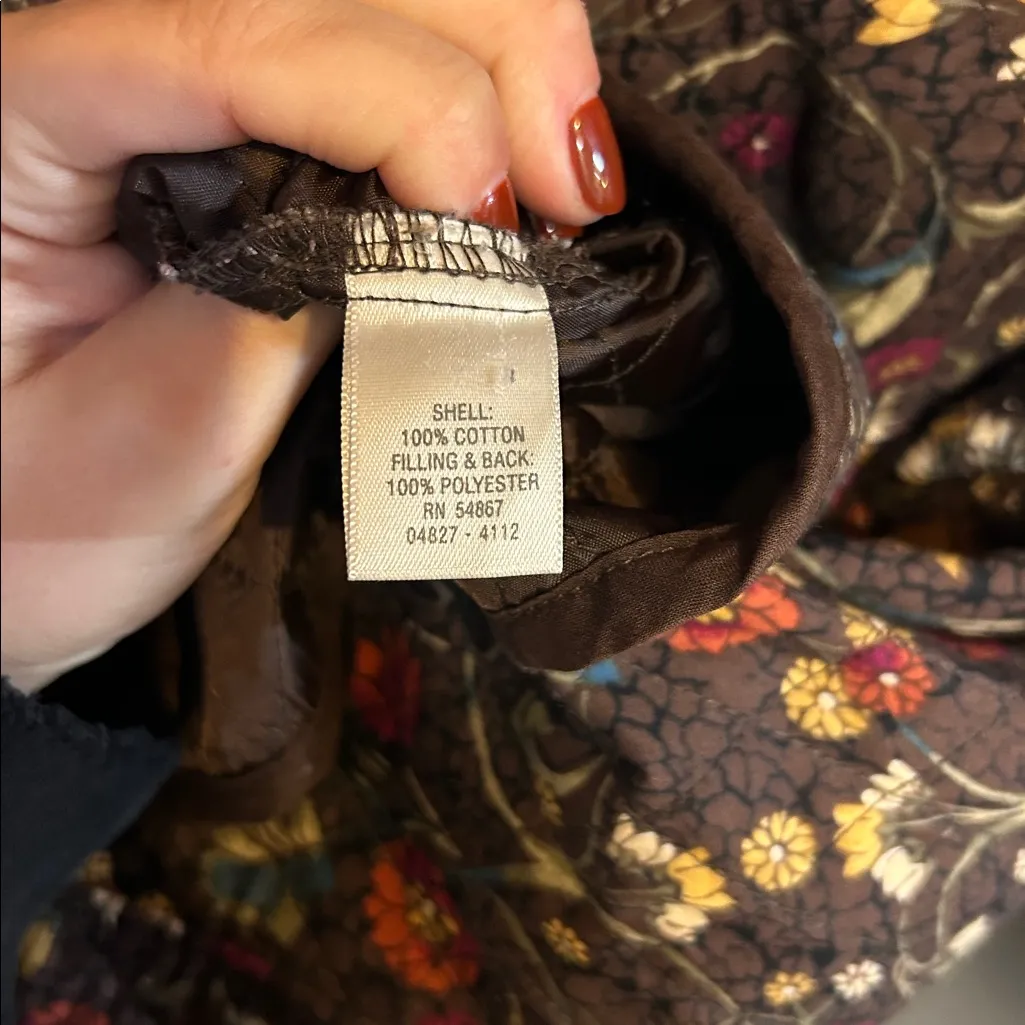 SHELL:
100% COTTON
FILLING & BACK:
100% POLYESTER
RN 54867
04827 - 4112